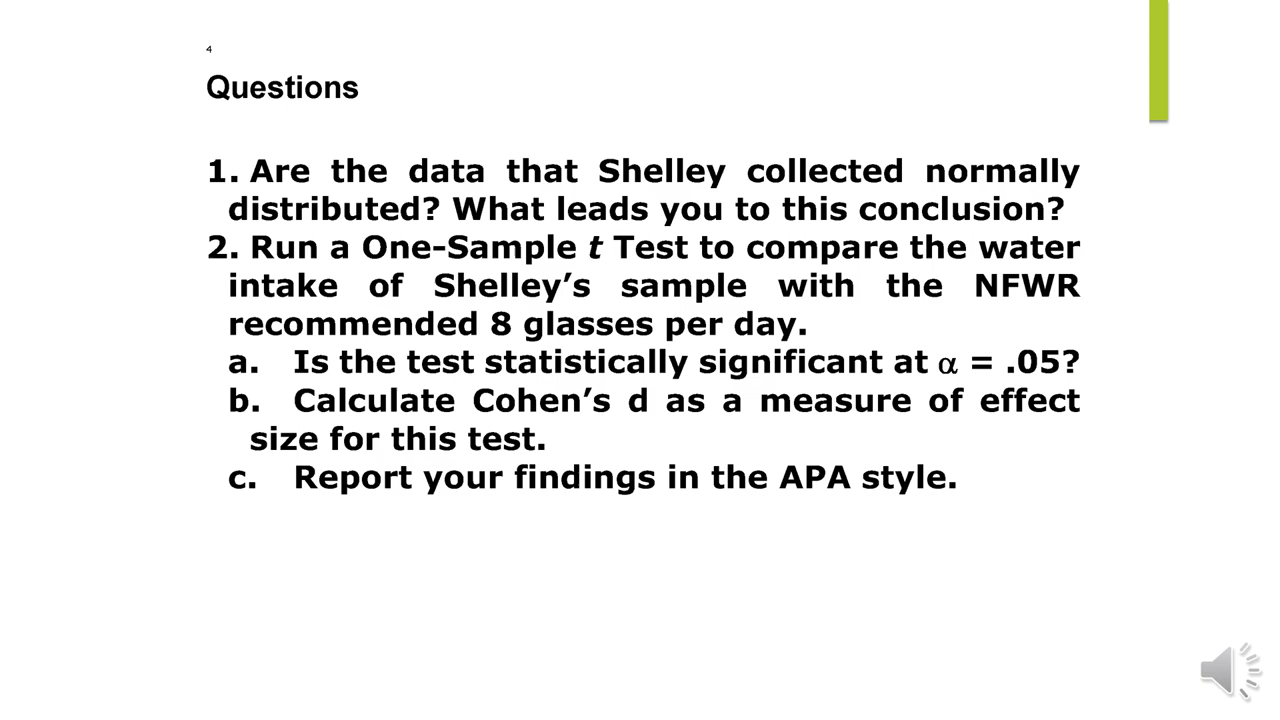 4
Questions
1. Are the data that Shelley collected normally
distributed? What leads you to this conclusion?
2. Run a One-Sample t Test to compare the water
intake of Shelley’s sample with the NFWR
recommended 8 glasses per day.
a. Is the test statistically significant at α = .05?
b. Calculate Cohen’s d as a measure of effect
size for this test.
c. Report your findings in the APA style.